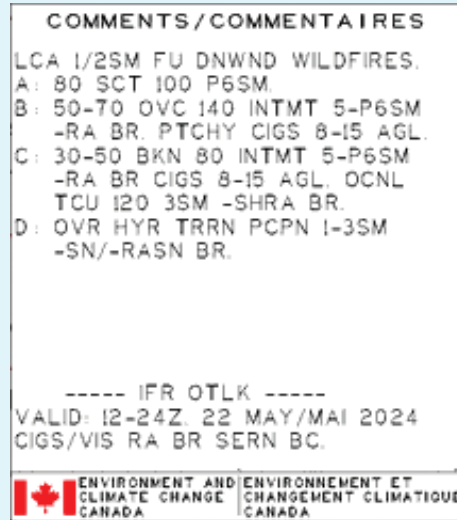 COMMENTS/COMMENTAIRES
LCA 1/2SM FU DNWND WILDFIRES.
A: 80 SCT 100 P6SM.
B: 50-70 OVC 140 INTMT 5-P6SM
-RA BR. PTCHY CIGS 8-15 AGL.
C: 30-50 BKN 80 INTMT 5-P6SM
-RA BR CIGS 8-15 AGL. OCNL
TCU 120 3SM -SHRA BR.
D: OVR HYR TRRN PCPN 1-3SM
-SN/-RASN BR.
----- IFR OTLK -----
VALID: 12-24Z. 22 MAY/MAI 2024
CIGS/VIS RA BR SERN BC.
ENVIRONMENT AND
CLIMATE CHANGE
CANADA
ENVIRONNEMENT ET
CHANGEMENT CLIMATIQUE
CANADA